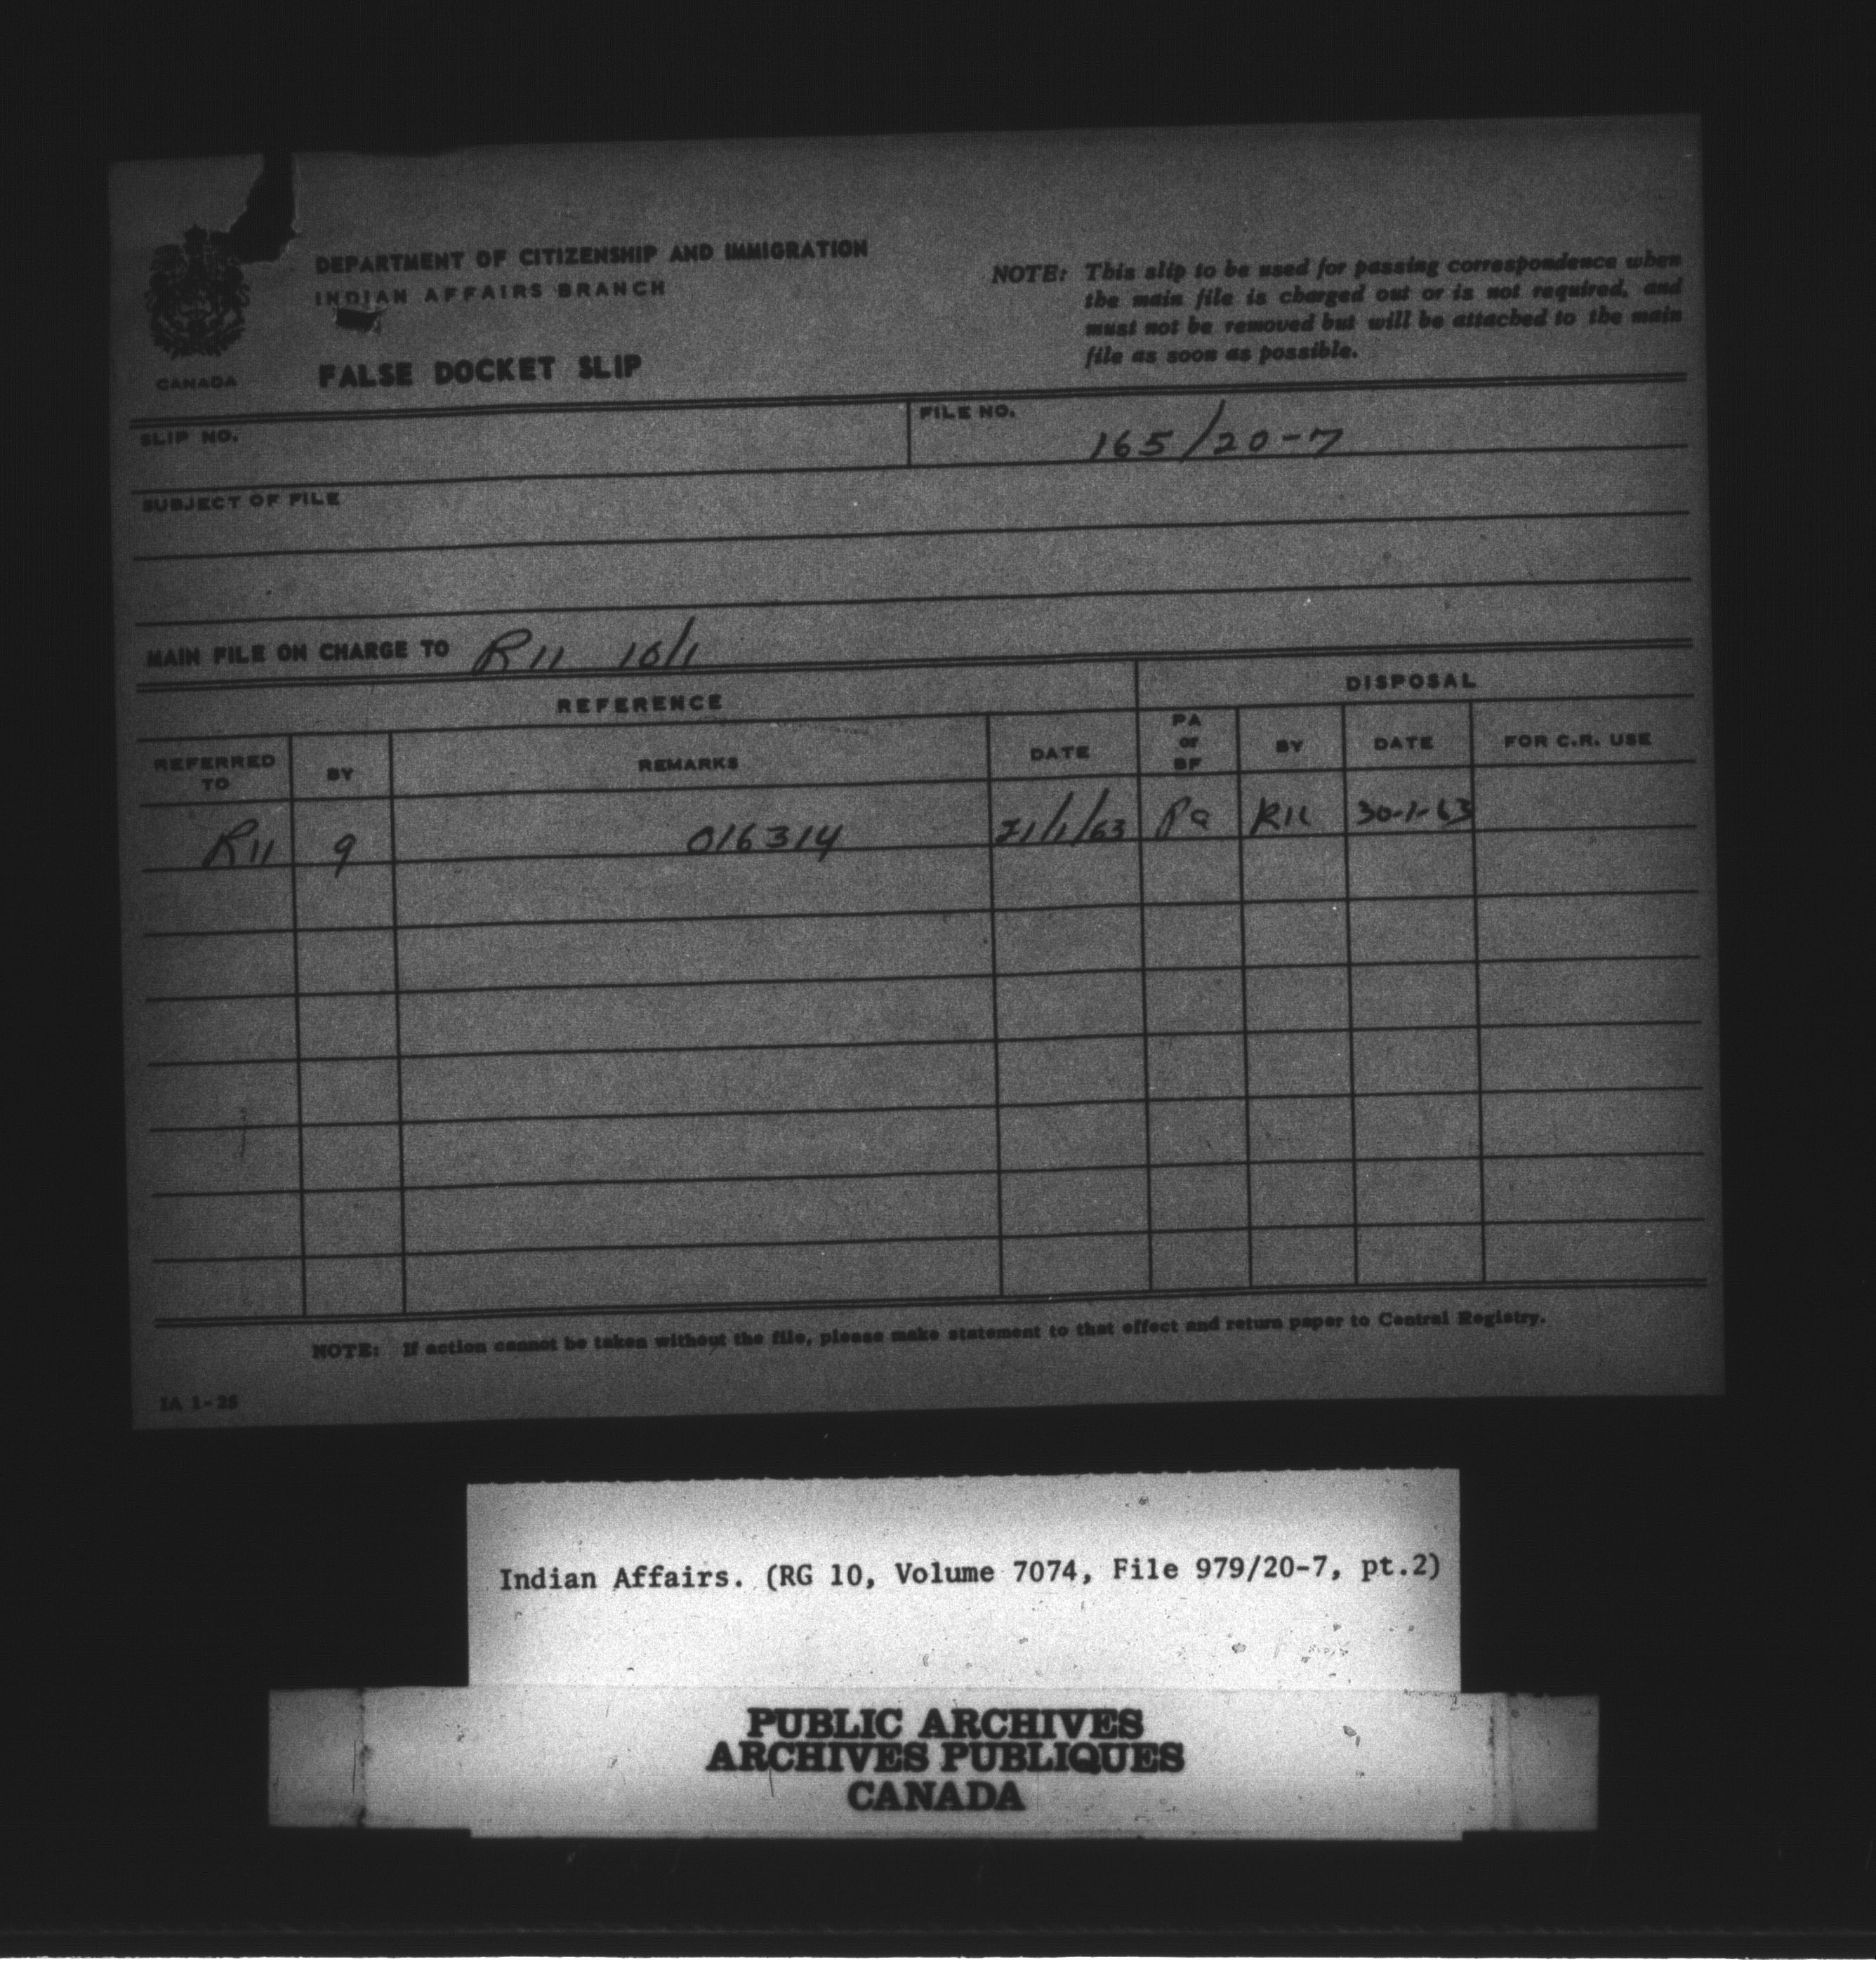 DEPARTMENT OF CITIZENSHIP AND IMMIGRATION
INDIAN AFFAIRS BRANCH
CANADA
FALSE DOCKET SLIP
NOTE: This slip to be used for passing correspondence when
the main file is charged out or is not required, and
must not be removed but will be attached to the main
file as soon as possible.
SLIP NO.
FILE NO.
165/20-7
SUBJECT OF FILE
MAIN FILE ON CHARGE TO R11 16/1
REFERENCE
DISPOSAL
REFERRED TO BY REMARKS DATE PA or BF BY DATE FOR C.R. USE
R11 9 016314 21/1/63 Pa R11 30-1-63
NOTE: If action cannot be taken without the file, please make statement to that effect and return paper to Central Registry.
IA 1-25
Indian Affairs. (RG 10, Volume 7074, File 979/20-7, pt.2)
PUBLIC ARCHIVES
ARCHIVES PUBLIQUES
CANADA